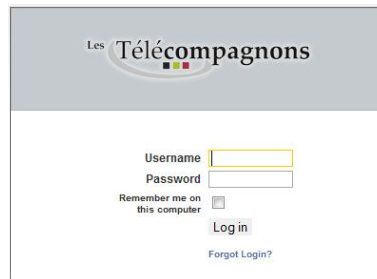 Les Télécompagnons
Username
Password
Remember me on
this computer
Log in
Forgot Login?